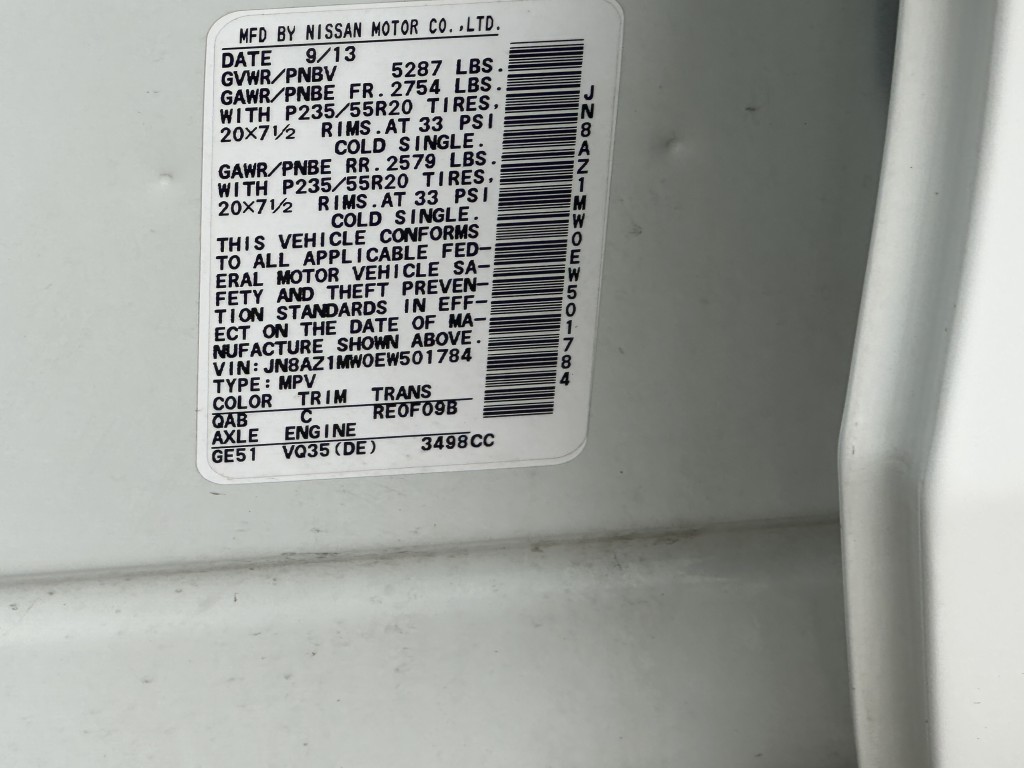 MFD BY NISSAN MOTOR CO.,LTD.
DATE 9/13
GVWR/PNBV 5287 LBS.
GAWR/PNBE FR. 2754 LBS.
WITH P235/55R20 TIRES,
20×7½ RIMS.AT 33 PSI
COLD SINGLE.
GAWR/PNBE RR. 2579 LBS.
WITH P235/55R20 TIRES,
20×7½ RIMS.AT 33 PSI
COLD SINGLE.
THIS VEHICLE CONFORMS
TO ALL APPLICABLE FED-
ERAL MOTOR VEHICLE SA-
FETY AND THEFT PREVEN-
TION STANDARDS IN EFF-
ECT ON THE DATE OF MA-
NUFACTURE SHOWN ABOVE.
VIN:JN8AZ1MW0EW501784
TYPE:MPV
COLOR TRIM TRANS
QAB C RE0F09B
AXLE ENGINE
GE51 VQ35(DE) 3498CC
JN8AZ1MW0EW501784